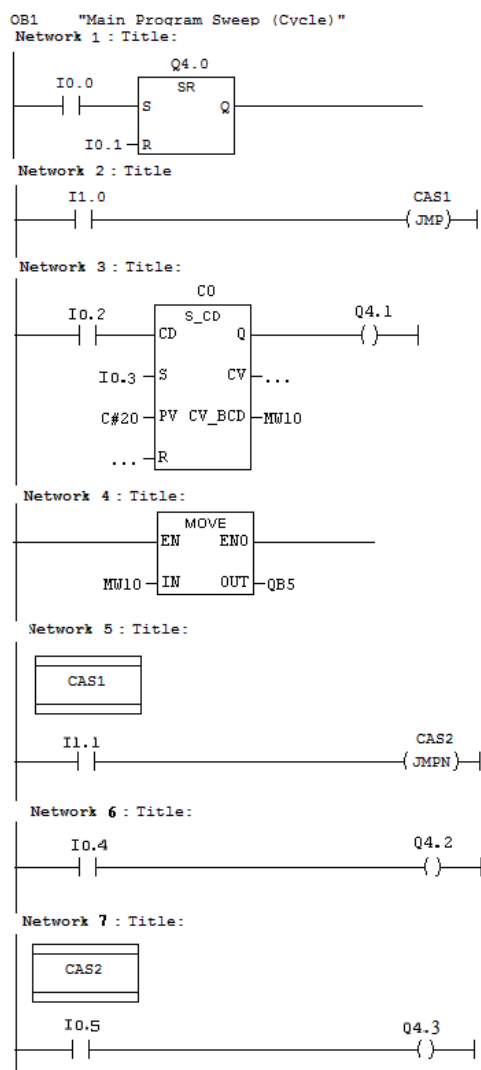 OB1 "Main Program Sweep (Cycle)"
Network 1 : Title:
Q4.0
I0.0 SR
S Q
I0.1 R
Network 2 : Title
I1.0 CAS1
( JMP )
Network 3 : Title:
C0
I0.2 S_CD Q4.1
CD Q
( )
I0.3 S CV ...
C#20 PV CV_BCD MW10
... R
Network 4 : Title:
MOVE
EN ENO
MW10 IN OUT QB5
Network 5 : Title:
CAS1
I1.1 CAS2
( JMPN )
Network 6 : Title:
I0.4 Q4.2
( )
Network 7 : Title:
CAS2
I0.5 Q4.3
( )